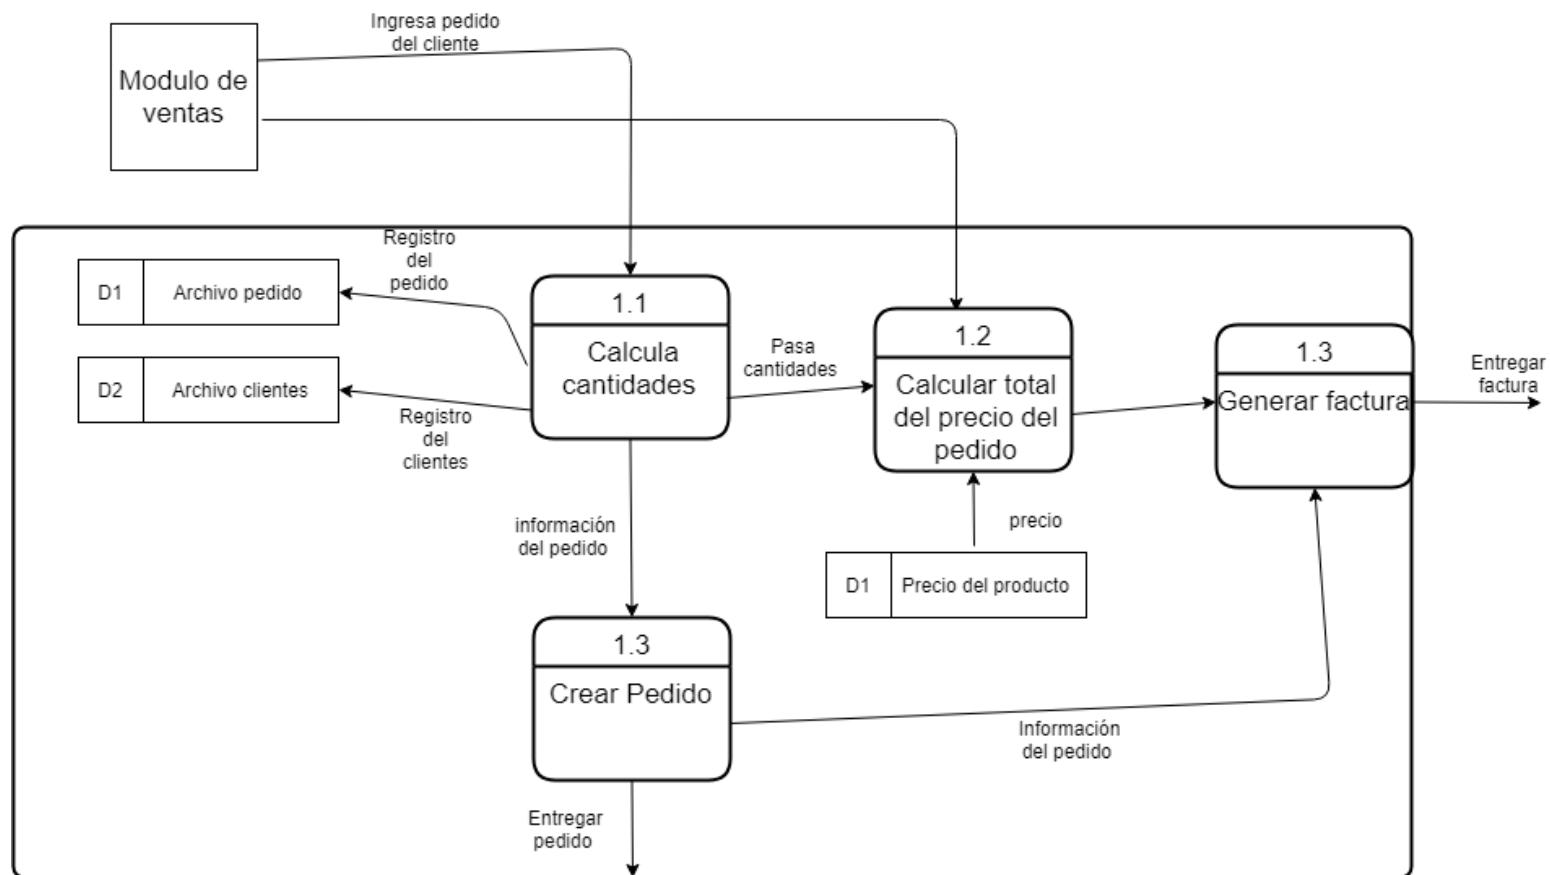 Ingresa pedido
del cliente
Modulo de
ventas
Registro
del
pedido
D1
Archivo pedido
1.1
Calcula
cantidades
D2
Archivo clientes
Registro
del
clientes
Pasa
cantidades
1.2
Calcular total
del precio del
pedido
1.3
Generar factura
Entregar
factura
información
del pedido
precio
D1
Precio del producto
1.3
Crear Pedido
Información
del pedido
Entregar
pedido